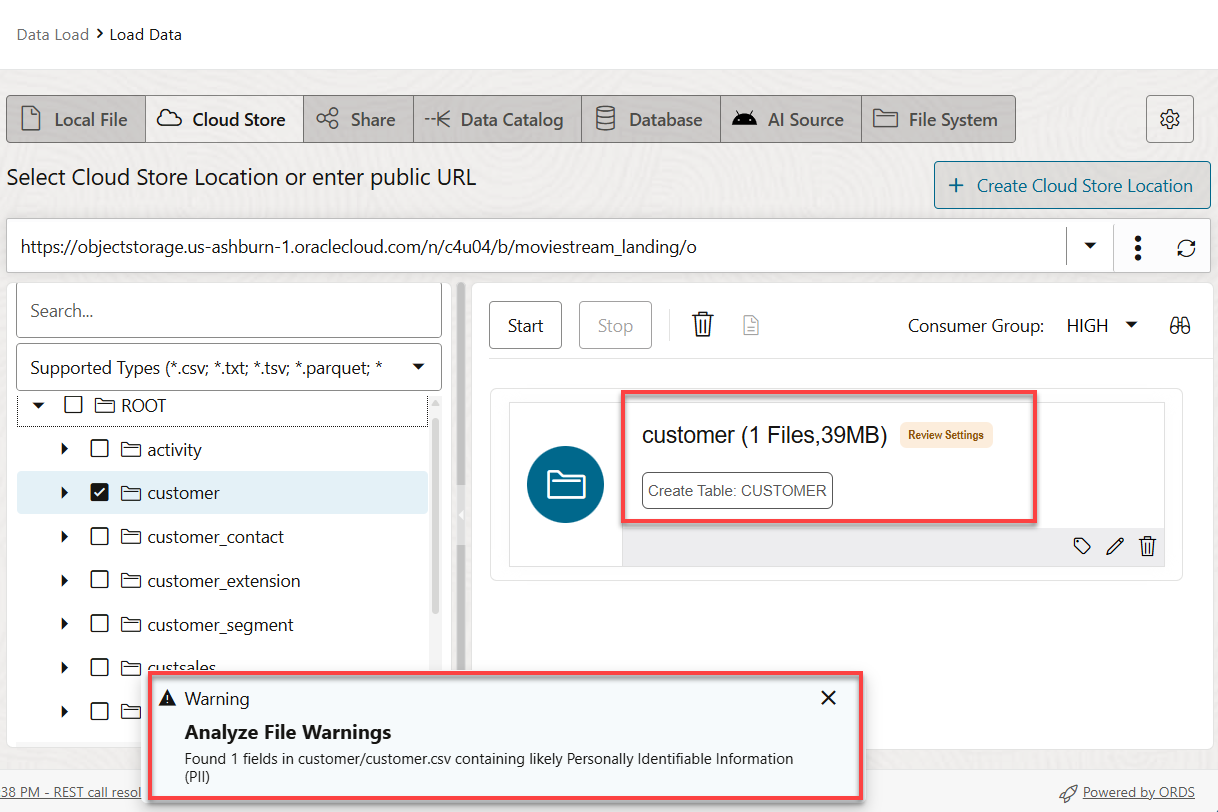 Data Load > Load Data
Local File
Cloud Store
Share
Data Catalog
Database
AI Source
File System
Select Cloud Store Location or enter public URL
+ Create Cloud Store Location
https://objectstorage.us-ashburn-1.oraclecloud.com/n/c4u04/b/moviestream_landing/o
Search...
Supported Types (*.csv; *.txt; *.tsv; *.parquet; *
ROOT
activity
customer
customer_contact
customer_extension
customer_segment
custsales
Start
Stop
Consumer Group:
HIGH
customer (1 Files,39MB)
Review Settings
Create Table: CUSTOMER
Warning
Analyze File Warnings
Found 1 fields in customer/customer.csv containing likely Personally Identifiable Information
(PII)
38 PM - REST call resol
Powered by ORDS